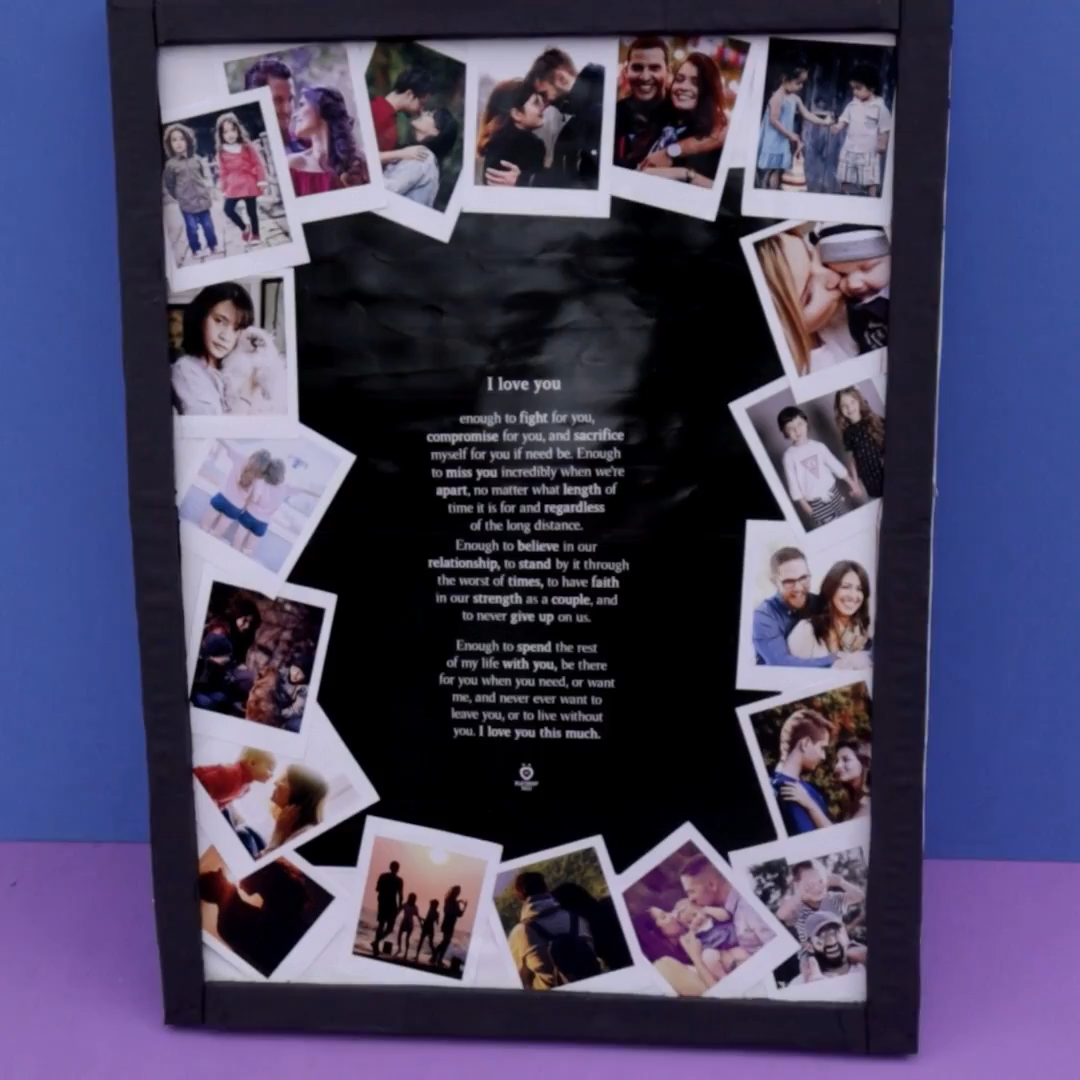 I love you
enough to fight for you,
compromise for you, and sacrifice
myself for you if need be. Enough
to miss you incredibly when we're
apart, no matter what length of
time it is for and regardless
of the long distance.
Enough to believe in our
relationship, to stand by it through
the worst of times, to have faith
in our strength as a couple, and
to never give up on us.
Enough to spend the rest
of my life with you, be there
for you when you need, or want
me, and never ever want to
leave you, or to live without
you. I love you this much.